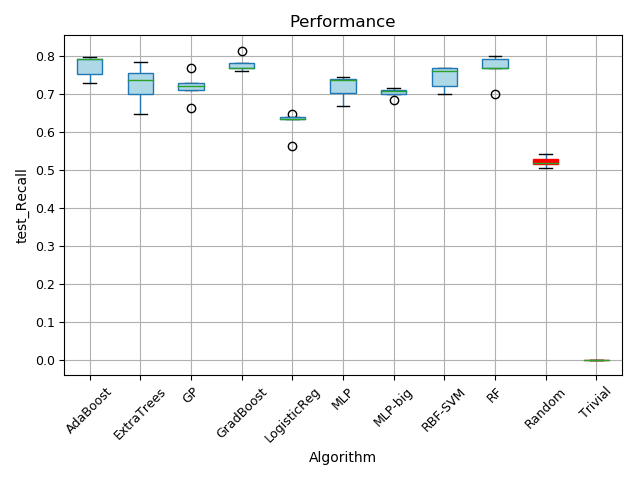 Performance
test_Recall
0.8
0.7
0.6
0.5
0.4
0.3
0.2
0.1
0.0
AdaBoost
ExtraTrees
GP
GradBoost
LogisticReg
MLP
MLP-big
RBF-SVM
RF
Random
Trivial
Algorithm